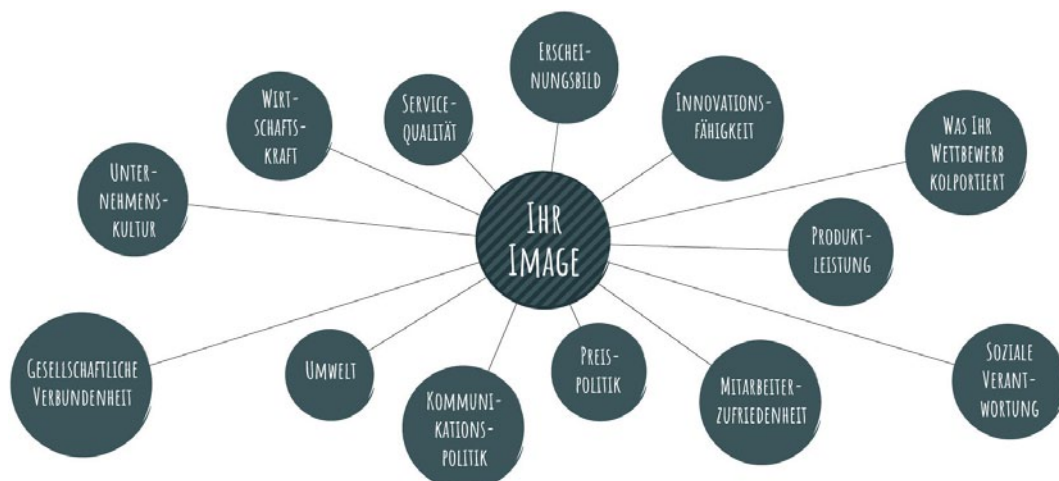 Erschei-
nungsbild
Wirt-
schafts-
kraft
Service-
qualität
Innovations-
fähigkeit
Was Ihr
Wettbewerb
kolportiert
Unter-
nehmens-
kultur
Ihr
Image
Produkt-
leistung
Gesellschaftliche
Verbundenheit
Umwelt
Kommuni-
kations-
politik
Preis-
politik
Mitarbeiter-
zufriedenheit
Soziale
Verant-
wortung